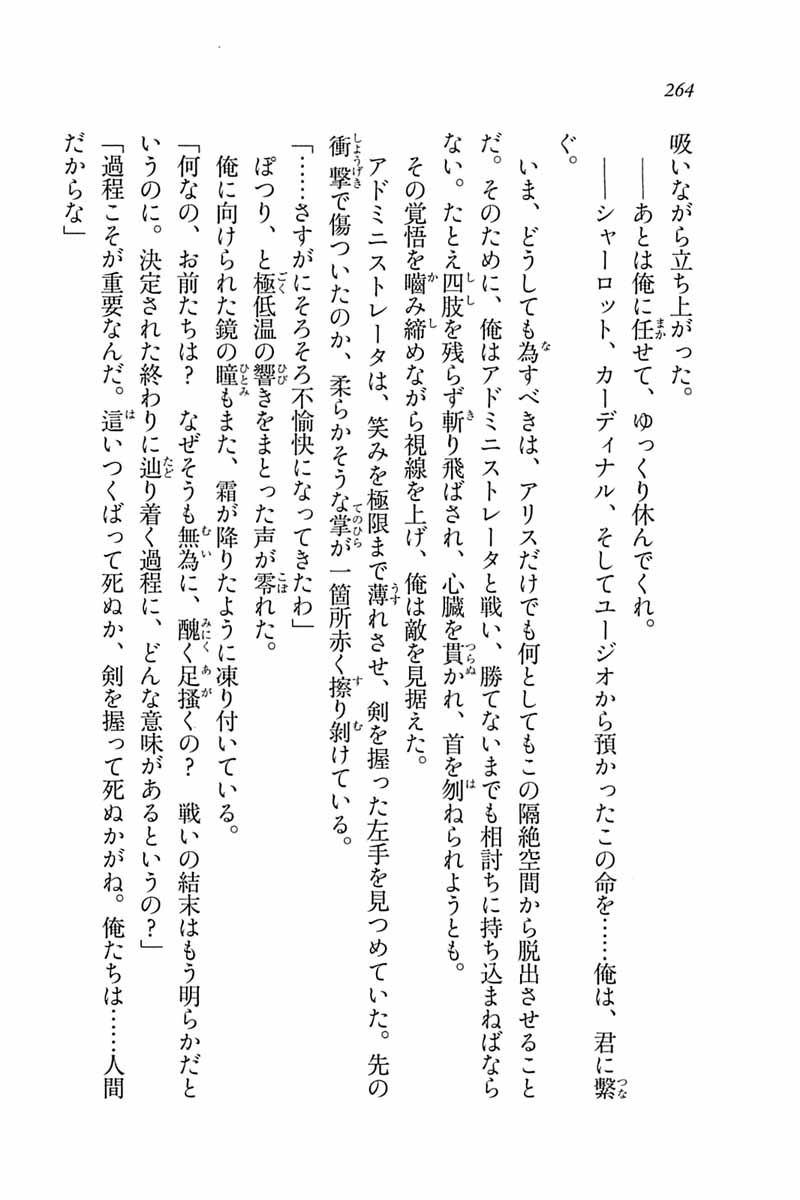 264
吸いながら立ち上がった。
――あとは俺に任せて、ゆっくり休んでくれ。
――シャーロット、カーディナル、そしてユージオから預かったこの命を……俺は、君に繫
ぐ。
いま、どうしても為すべきは、アリスだけでも何としてもこの隔絶空間から脱出させること
だ。そのために、俺はアドミニストレータと戦い、勝てないまでも相討ちに持ち込まねばなら
ない。たとえ四肢を残らず斬り飛ばされ、心臓を貫かれ、首を刎ねられようとも。
その覚悟を嚙み締めながら視線を上げ、俺は敵を見据えた。
アドミニストレータは、笑みを極限まで薄れさせ、剣を握った左手を見つめていた。先の
衝撃で傷ついたのか、柔らかそうな掌が一箇所赤く擦り剝けている。
「……さすがにそろそろ不愉快になってきたわ」
ぽつり、と極低温の響きをまとった声が零れた。
俺に向けられた鏡の瞳もまた、霜が降りたように凍り付いている。
「何なの、お前たちは？　なぜそうも無為に、醜く足搔くの？　戦いの結末はもう明らかだと
いうのに。決定された終わりに辿り着く過程に、どんな意味があるというの？」
「過程こそが重要なんだ。這いつくばって死ぬか、剣を握って死ぬかがね。俺たちは……人間
だからな」